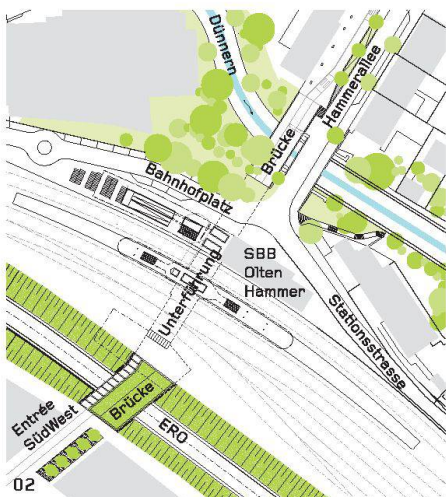 Dünnern
Hammerallee
Brücke
Bahnhofplatz
SBB
Olten
Hammer
Unterführung
Stationsstrasse
Brücke
Entrée
SüdWest
ERO
02